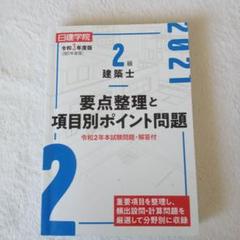 日建学院
令和3年度版
2021
2級
建築士
要点整理と
項目別ポイント問題
令和2年本試験問題・解答付
2
重要項目を整理し、
頻出設問・計算問題を
厳選して分野別に収録